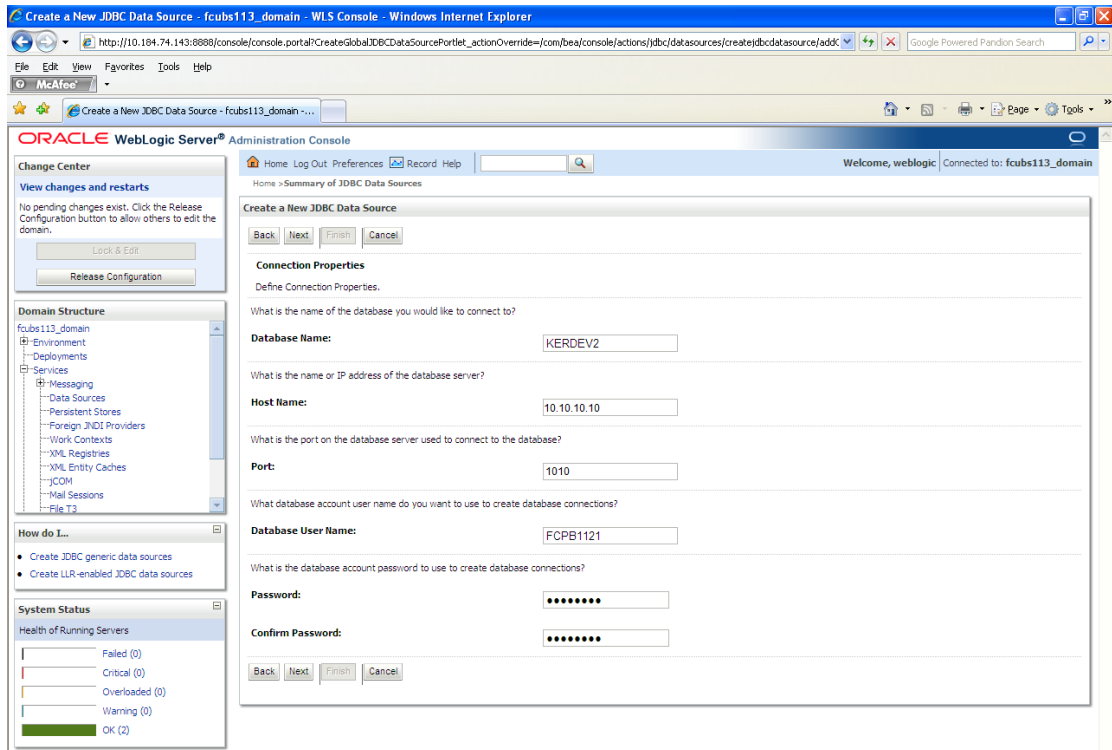 Create a New JDBC Data Source - fcubs113_domain - WLS Console - Windows Internet Explorer
http://10.184.74.143:8888/console/console.portal?CreateGlobalJDBCDataSourcePortlet_actionOverride=/com/bea/console/actions/jdbc/datasources/createjdbcdatasource/addC
Google Powered Pandion Search
File Edit View Favorites Tools Help
McAfee
Create a New JDBC Data Source - fcubs113_domain -...
Page Tools »
ORACLE WebLogic Server® Administration Console
Change Center
View changes and restarts
No pending changes exist. Click the Release
Configuration button to allow others to edit the
domain.
Lock & Edit
Release Configuration
Domain Structure
fcubs113_domain
Environment
Deployments
Services
Messaging
Data Sources
Persistent Stores
Foreign JNDI Providers
Work Contexts
XML Registries
XML Entity Caches
jCOM
Mail Sessions
File T3
How do I...
Create JDBC generic data sources
Create LLR-enabled JDBC data sources
System Status
Health of Running Servers
Failed (0)
Critical (0)
Overloaded (0)
Warning (0)
OK (2)
Home Log Out Preferences Record Help
Welcome, weblogic Connected to: fcubs113_domain
Home >Summary of JDBC Data Sources
Create a New JDBC Data Source
Back Next Finish Cancel
Connection Properties
Define Connection Properties.
What is the name of the database you would like to connect to?
Database Name: KERDEV2
What is the name or IP address of the database server?
Host Name: 10.10.10.10
What is the port on the database server used to connect to the database?
Port: 1010
What database account user name do you want to use to create database connections?
Database User Name: FCPB1121
What is the database account password to use to create database connections?
Password: ●●●●●●●●
Confirm Password: ●●●●●●●●
Back Next Finish Cancel